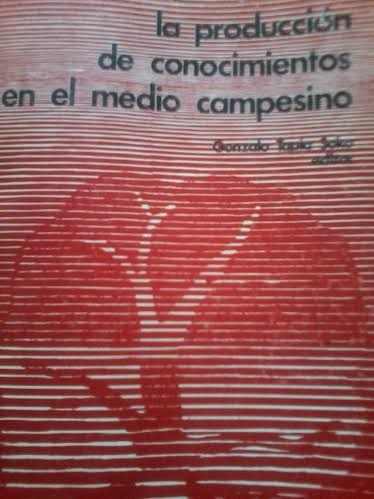 la producción
de conocimientos
en el medio campesino
Gonzalo Tapia Soko
editor